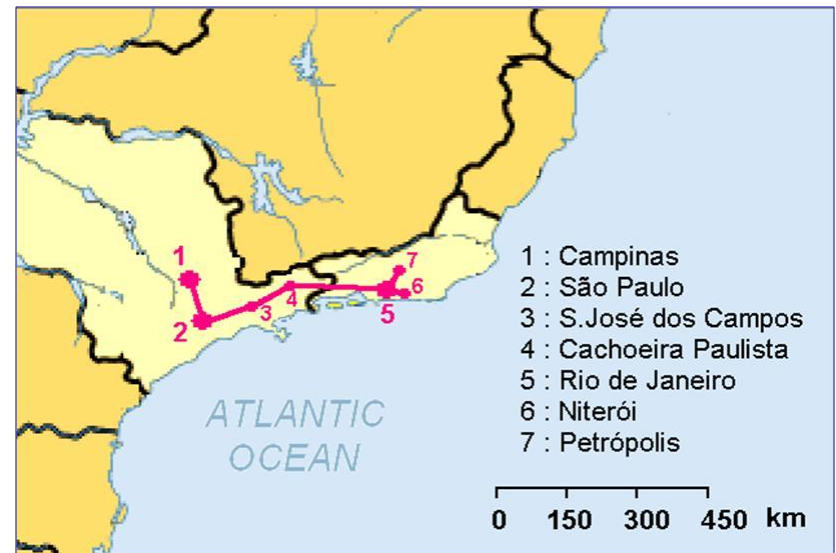 1
2
3
4
5
6
7
1 : Campinas
2 : São Paulo
3 : S.José dos Campos
4 : Cachoeira Paulista
5 : Rio de Janeiro
6 : Niterói
7 : Petrópolis
ATLANTIC
OCEAN
0 150 300 450 km